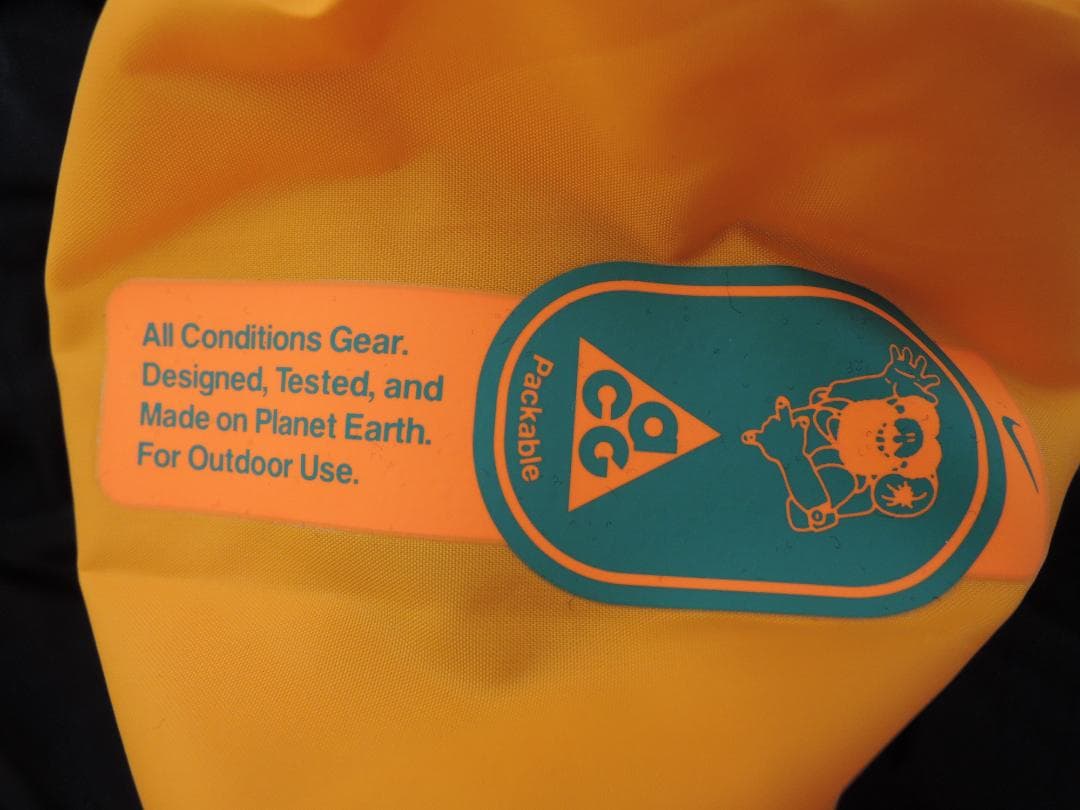 All Conditions Gear.
Designed, Tested, and
Made on Planet Earth.
For Outdoor Use.
Packable
acg